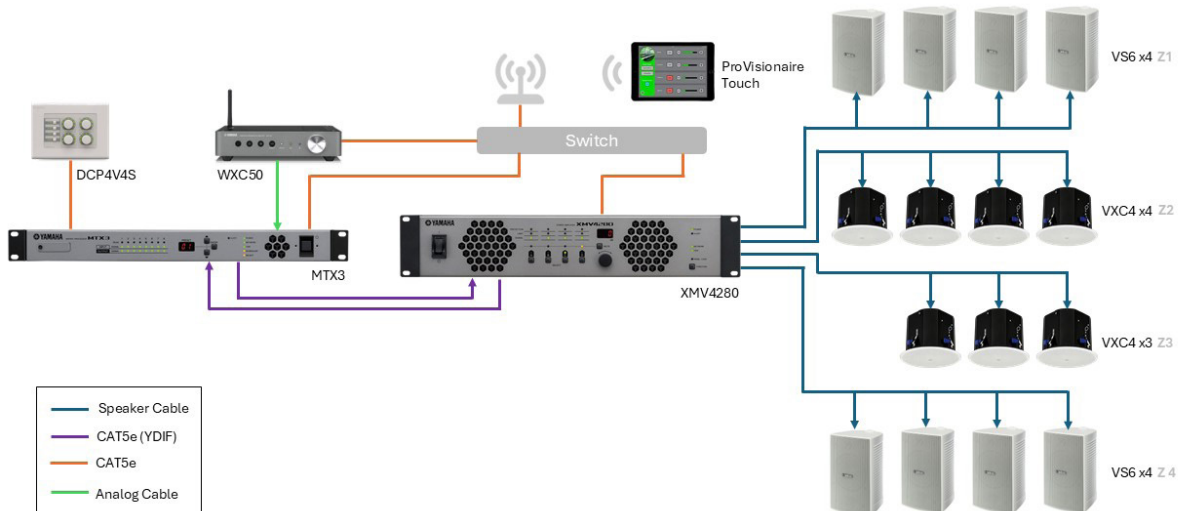 VS6 x4 Z1
ProVisionaire
Touch
Switch
DCP4V4S
WXC50
VXC4 x4 Z2
YAMAHA
MTX3
YAMAHA
XMV4280
MTX3
XMV4280
VXC4 x3 Z3
Speaker Cable
CAT5e (YDIF)
CAT5e
Analog Cable
VS6 x4 Z 4